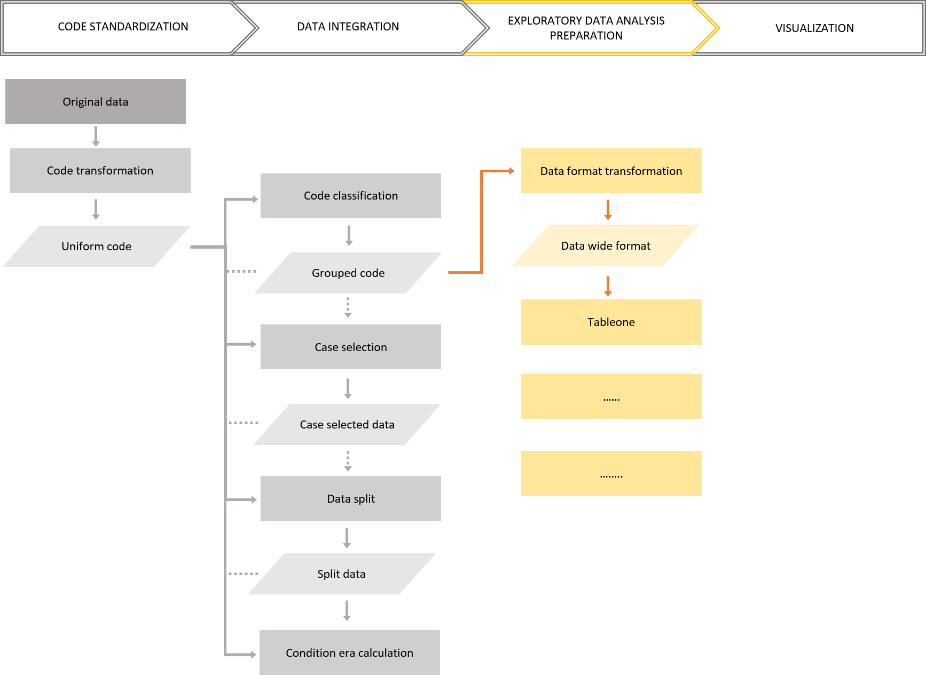 CODE STANDARDIZATION
DATA INTEGRATION
EXPLORATORY DATA ANALYSIS
PREPARATION
VISUALIZATION
Original data
Code transformation
Uniform code
Code classification
Grouped code
Case selection
Case selected data
Data split
Split data
Condition era calculation
Data format transformation
Data wide format
Tableone
......
........